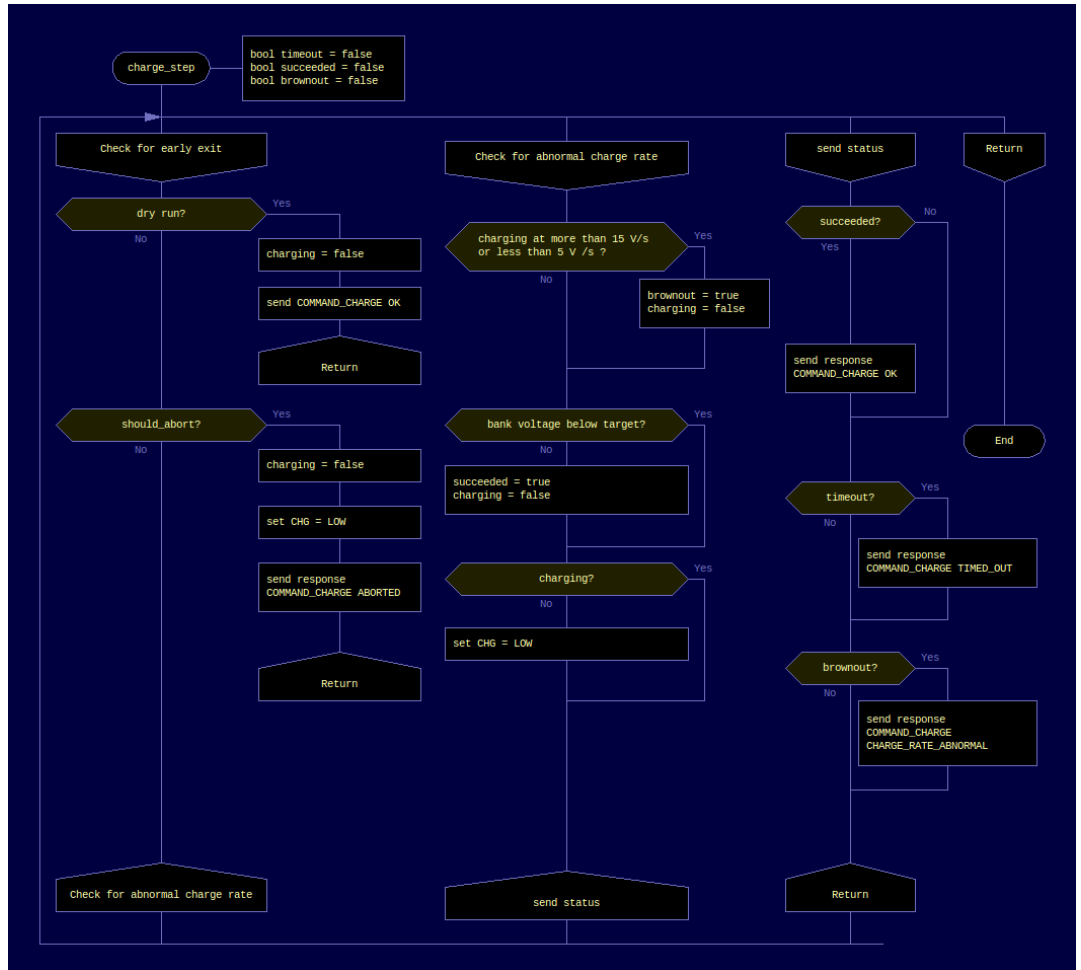 charge_step
bool timeout = false
bool succeeded = false
bool brownout = false
Check for early exit
dry run?
Yes
No
charging = false
send COMMAND_CHARGE OK
Return
should_abort?
Yes
No
charging = false
set CHG = LOW
send response
COMMAND_CHARGE ABORTED
Return
Check for abnormal charge rate
Check for abnormal charge rate
charging at more than 15 V/s
or less than 5 V /s ?
Yes
No
brownout = true
charging = false
bank voltage below target?
Yes
No
succeeded = true
charging = false
charging?
Yes
No
set CHG = LOW
send status
send status
succeeded?
No
Yes
send response
COMMAND_CHARGE OK
timeout?
Yes
No
send response
COMMAND_CHARGE TIMED_OUT
brownout?
Yes
No
send response
COMMAND_CHARGE
CHARGE_RATE_ABNORMAL
Return
Return
End